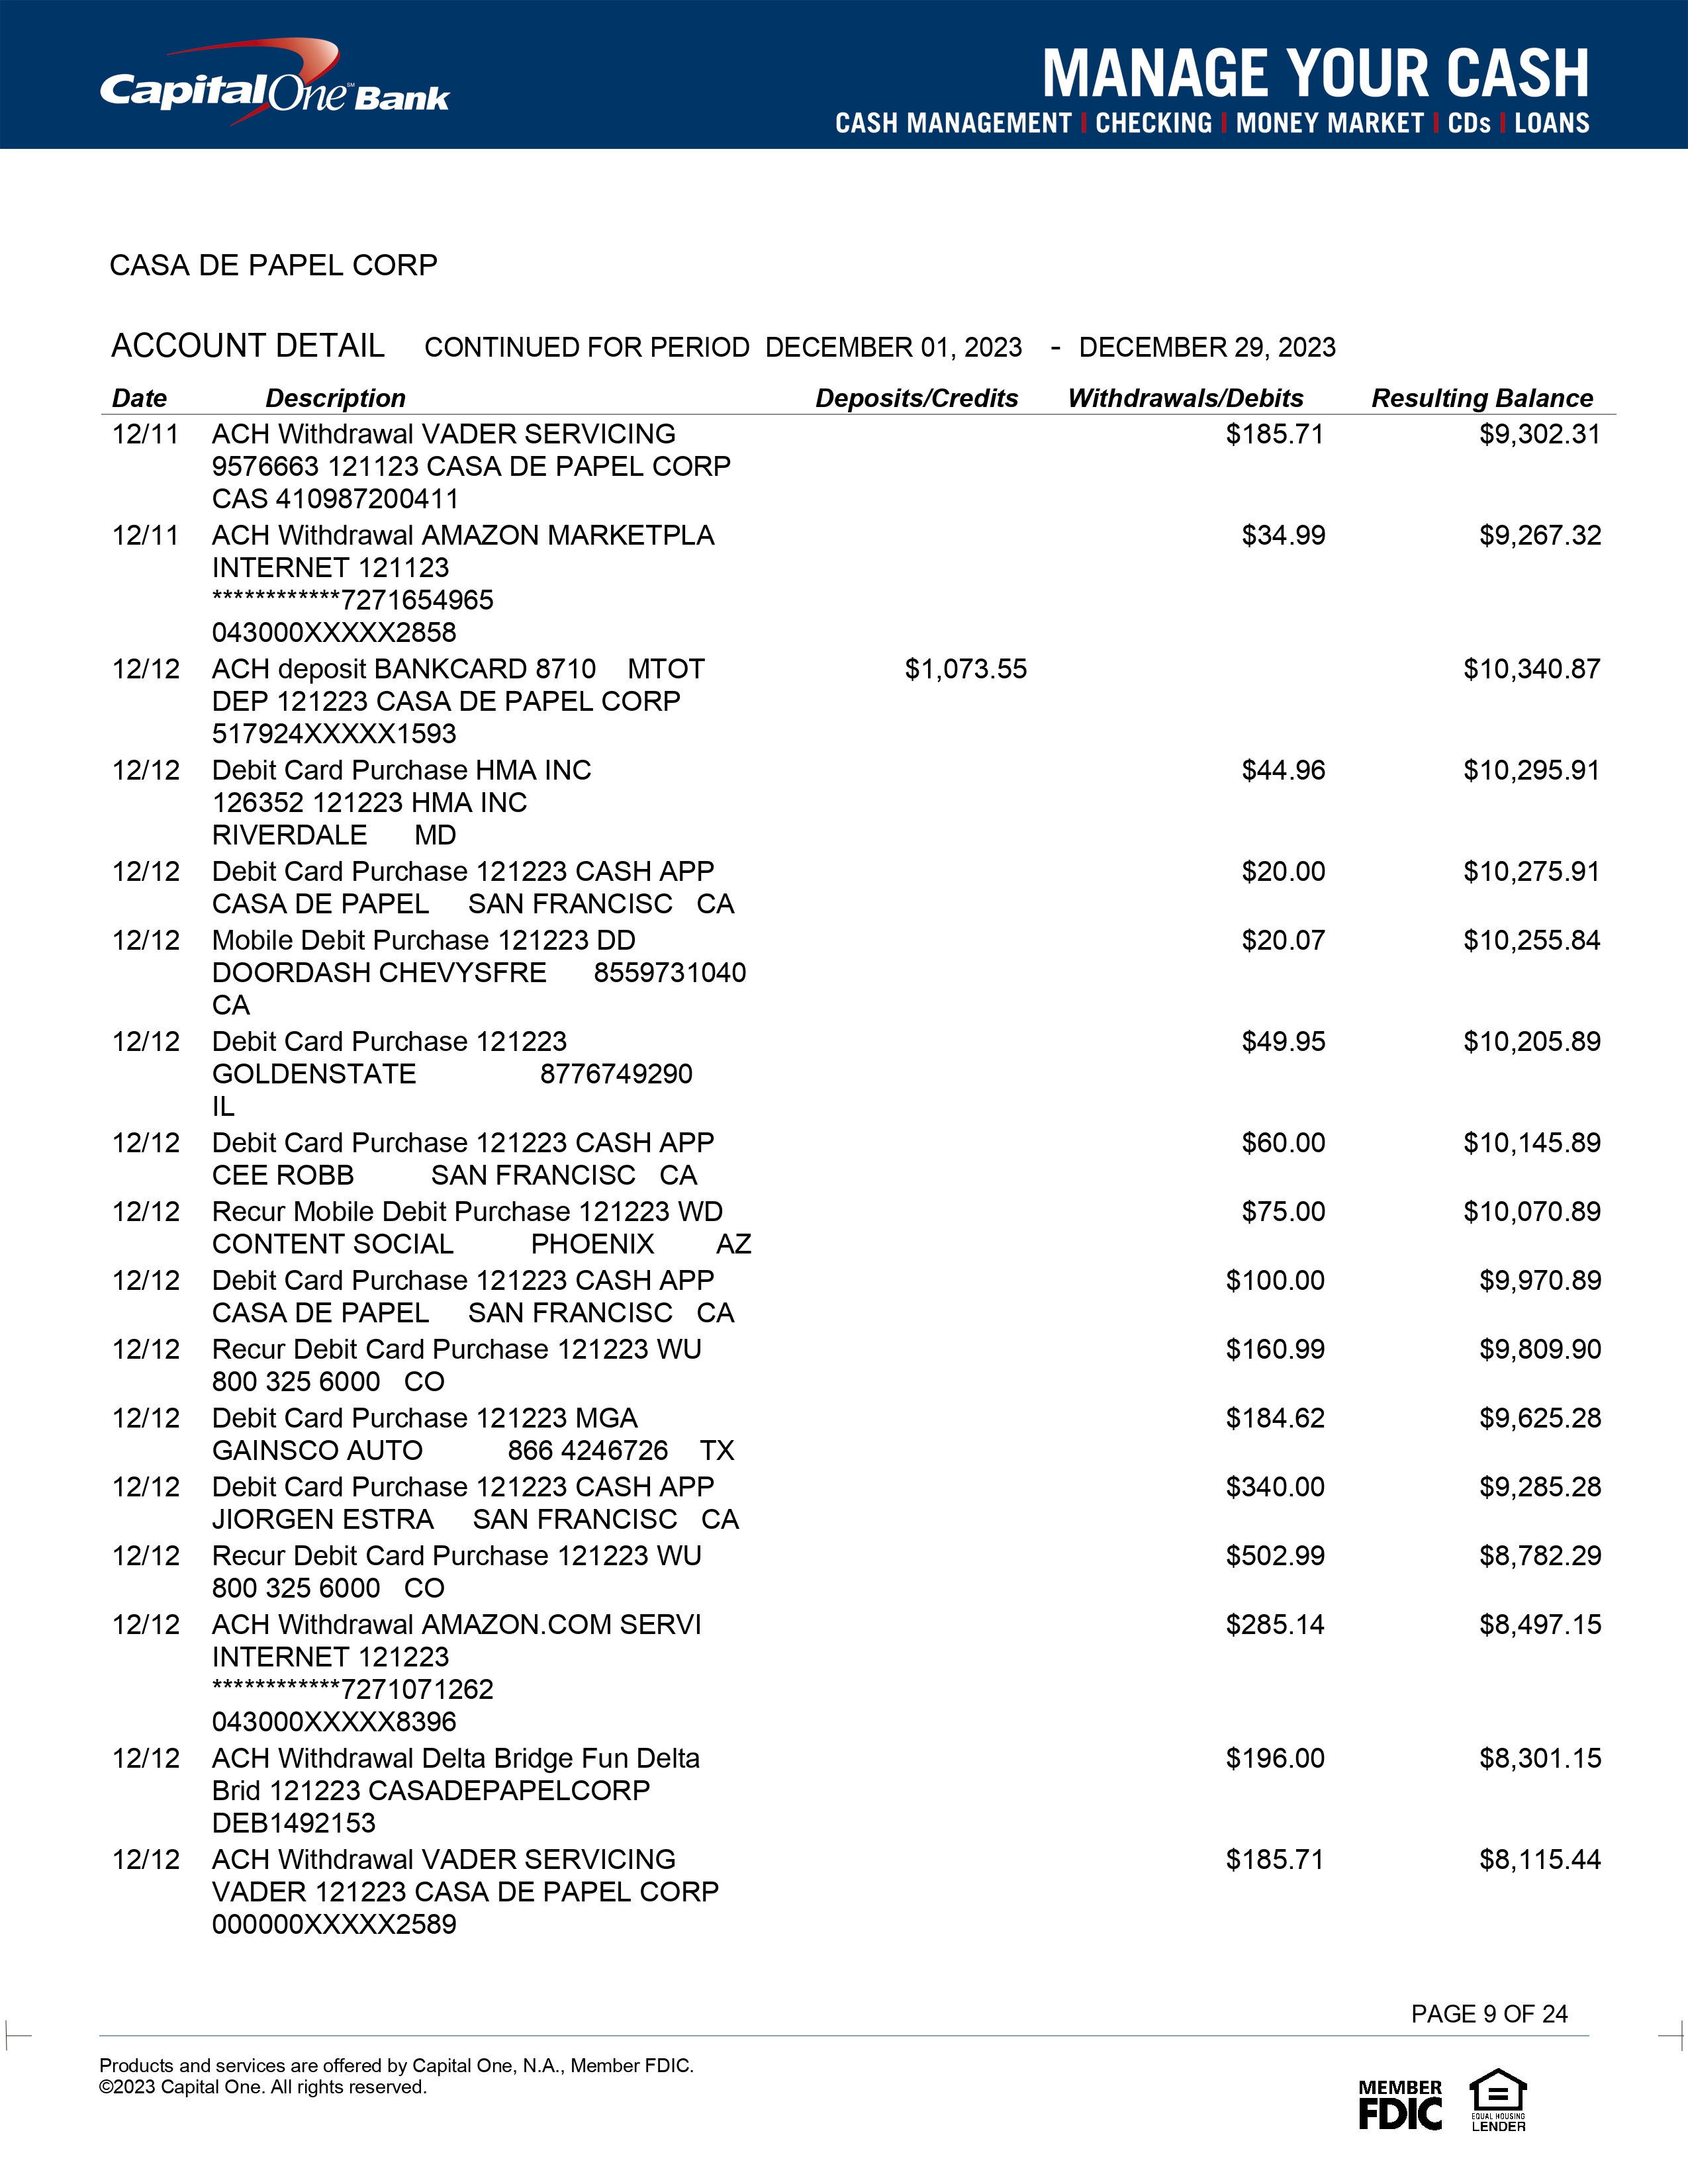 CapitalOne℠ Bank
MANAGE YOUR CASH
CASH MANAGEMENT | CHECKING | MONEY MARKET | CDs | LOANS
CASA DE PAPEL CORP
ACCOUNT DETAIL CONTINUED FOR PERIOD DECEMBER 01, 2023 - DECEMBER 29, 2023
Date Description Deposits/Credits Withdrawals/Debits Resulting Balance
12/11 ACH Withdrawal VADER SERVICING $185.71 $9,302.31
9576663 121123 CASA DE PAPEL CORP
CAS 410987200411
12/11 ACH Withdrawal AMAZON MARKETPLA $34.99 $9,267.32
INTERNET 121123
************7271654965
043000XXXXX2858
12/12 ACH deposit BANKCARD 8710 MTOT $1,073.55 $10,340.87
DEP 121223 CASA DE PAPEL CORP
517924XXXXX1593
12/12 Debit Card Purchase HMA INC $44.96 $10,295.91
126352 121223 HMA INC
RIVERDALE MD
12/12 Debit Card Purchase 121223 CASH APP $20.00 $10,275.91
CASA DE PAPEL SAN FRANCISC CA
12/12 Mobile Debit Purchase 121223 DD $20.07 $10,255.84
DOORDASH CHEVYSFRE 8559731040
CA
12/12 Debit Card Purchase 121223 $49.95 $10,205.89
GOLDENSTATE 8776749290
IL
12/12 Debit Card Purchase 121223 CASH APP $60.00 $10,145.89
CEE ROBB SAN FRANCISC CA
12/12 Recur Mobile Debit Purchase 121223 WD $75.00 $10,070.89
CONTENT SOCIAL PHOENIX AZ
12/12 Debit Card Purchase 121223 CASH APP $100.00 $9,970.89
CASA DE PAPEL SAN FRANCISC CA
12/12 Recur Debit Card Purchase 121223 WU $160.99 $9,809.90
800 325 6000 CO
12/12 Debit Card Purchase 121223 MGA $184.62 $9,625.28
GAINSCO AUTO 866 4246726 TX
12/12 Debit Card Purchase 121223 CASH APP $340.00 $9,285.28
JIORGEN ESTRA SAN FRANCISC CA
12/12 Recur Debit Card Purchase 121223 WU $502.99 $8,782.29
800 325 6000 CO
12/12 ACH Withdrawal AMAZON.COM SERVI $285.14 $8,497.15
INTERNET 121223
************7271071262
043000XXXXX8396
12/12 ACH Withdrawal Delta Bridge Fun Delta $196.00 $8,301.15
Brid 121223 CASADEPAPELCORP
DEB1492153
12/12 ACH Withdrawal VADER SERVICING $185.71 $8,115.44
VADER 121223 CASA DE PAPEL CORP
000000XXXXX2589
PAGE 9 OF 24
Products and services are offered by Capital One, N.A., Member FDIC.
©2023 Capital One. All rights reserved.
MEMBER
FDIC
EQUAL HOUSING
LENDER